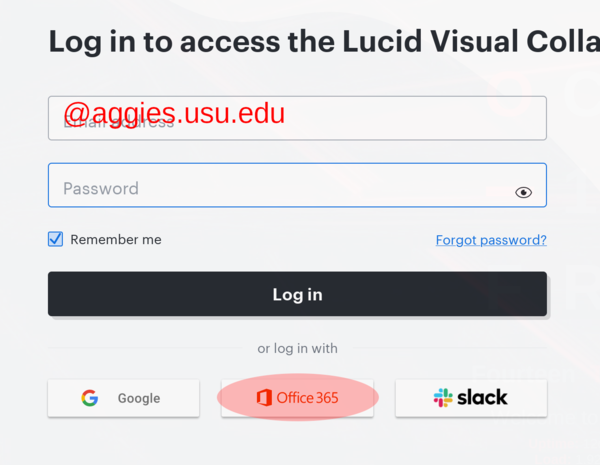 Log in to access the Lucid Visual Colla
@aggies.usu.edu
Email address
Password
Remember me
Forgot password?
Log in
or log in with
Google
Office 365
slack